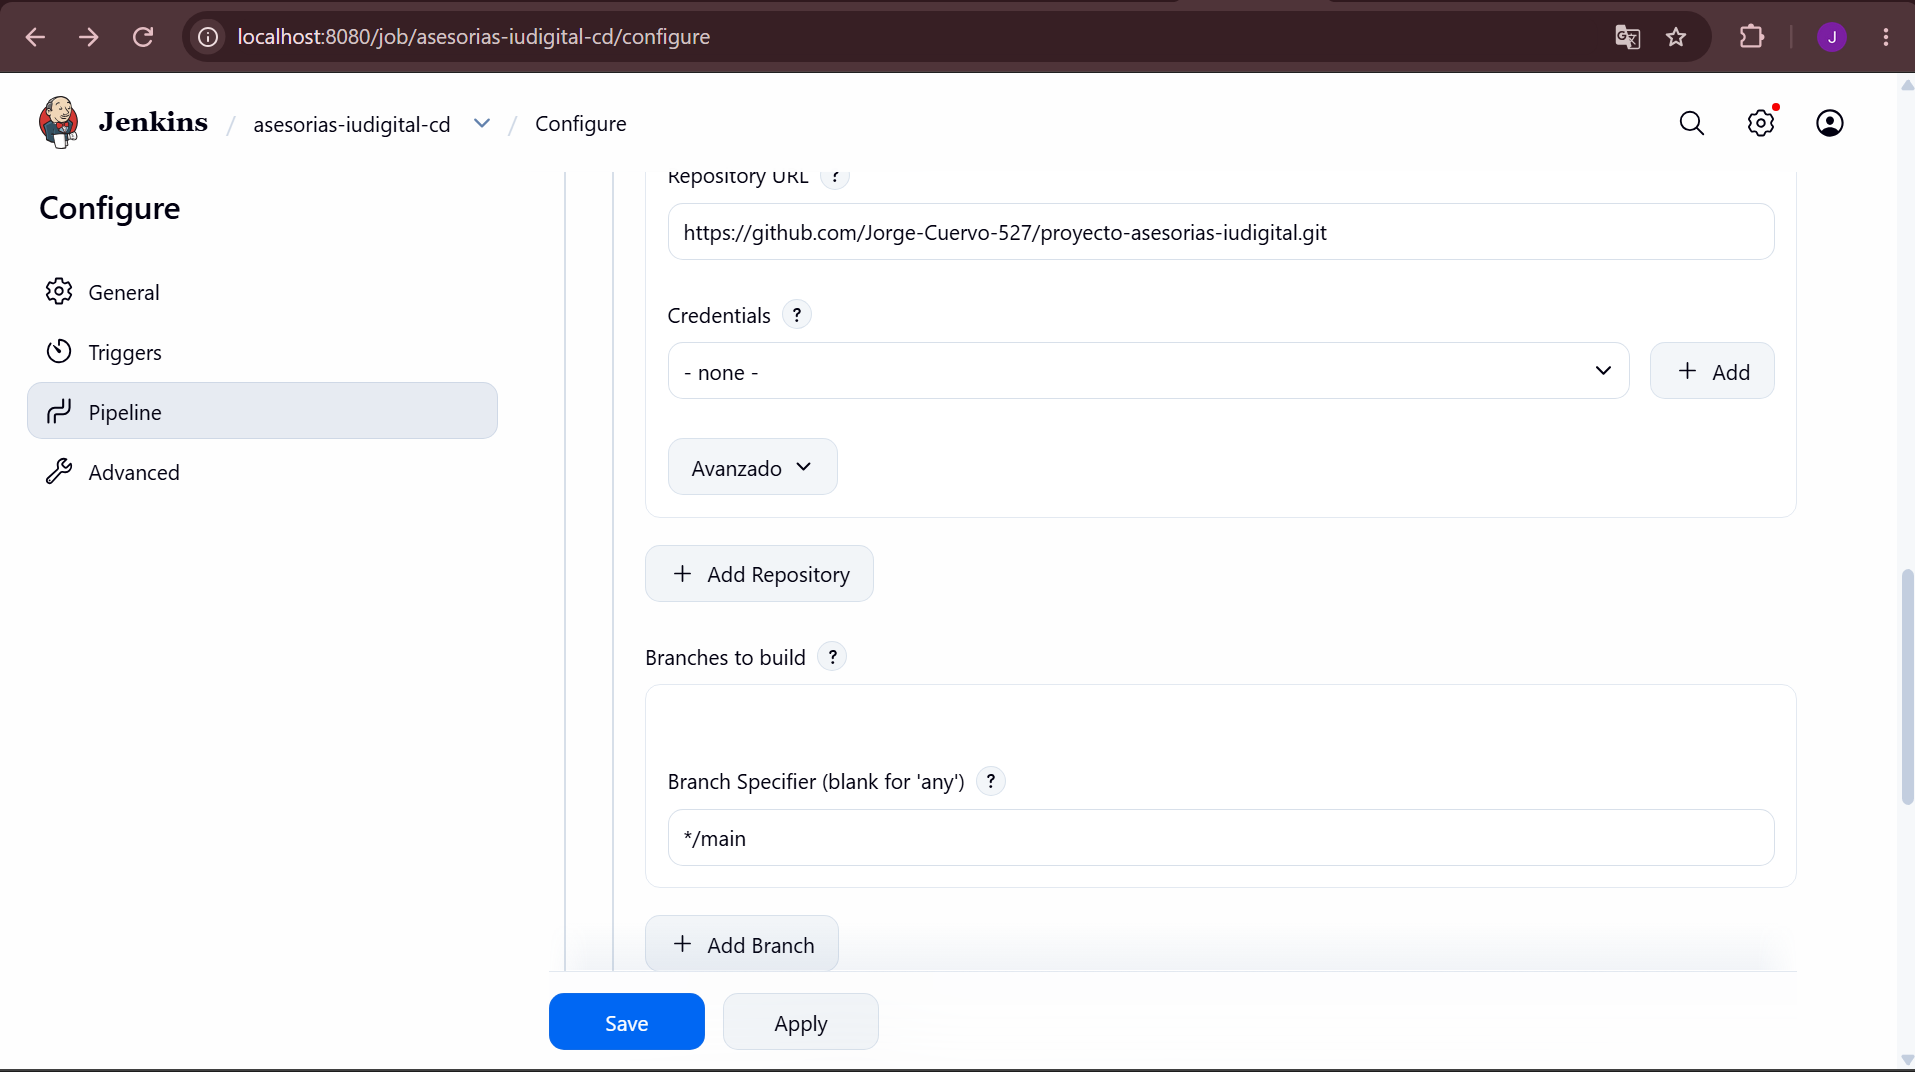 localhost:8080/job/asesorias-iudigital-cd/configure
J
Jenkins / asesorias-iudigital-cd / Configure
Configure
General
Triggers
Pipeline
Advanced
Repository URL ?
https://github.com/Jorge-Cuervo-527/proyecto-asesorias-iudigital.git
Credentials ?
- none -
+ Add
Avanzado
+ Add Repository
Branches to build ?
Branch Specifier (blank for 'any') ?
*/main
+ Add Branch
Save
Apply